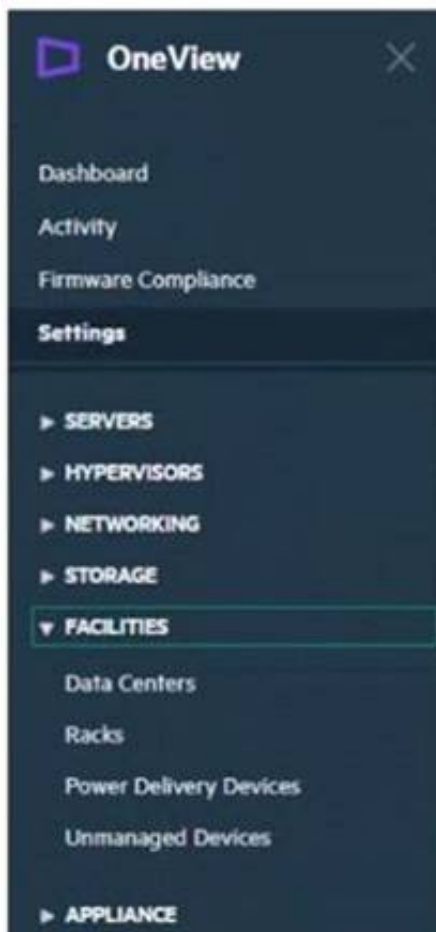 OneView
Dashboard
Activity
Firmware Compliance
Settings
SERVERS
HYPERVISORS
NETWORKING
STORAGE
FACILITIES
Data Centers
Racks
Power Delivery Devices
Unmanaged Devices
APPLIANCE